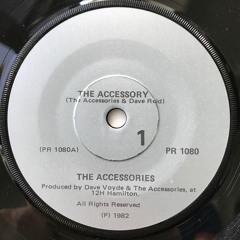 THE ACCESSORY
(The Accessories & Dave Reid)
1
(PR 1080A)
PR 1080
THE ACCESSORIES
Produced by Dave Voyde & The Accessories, at
12H Hamilton.
All Rights Reserved
(P) 1982